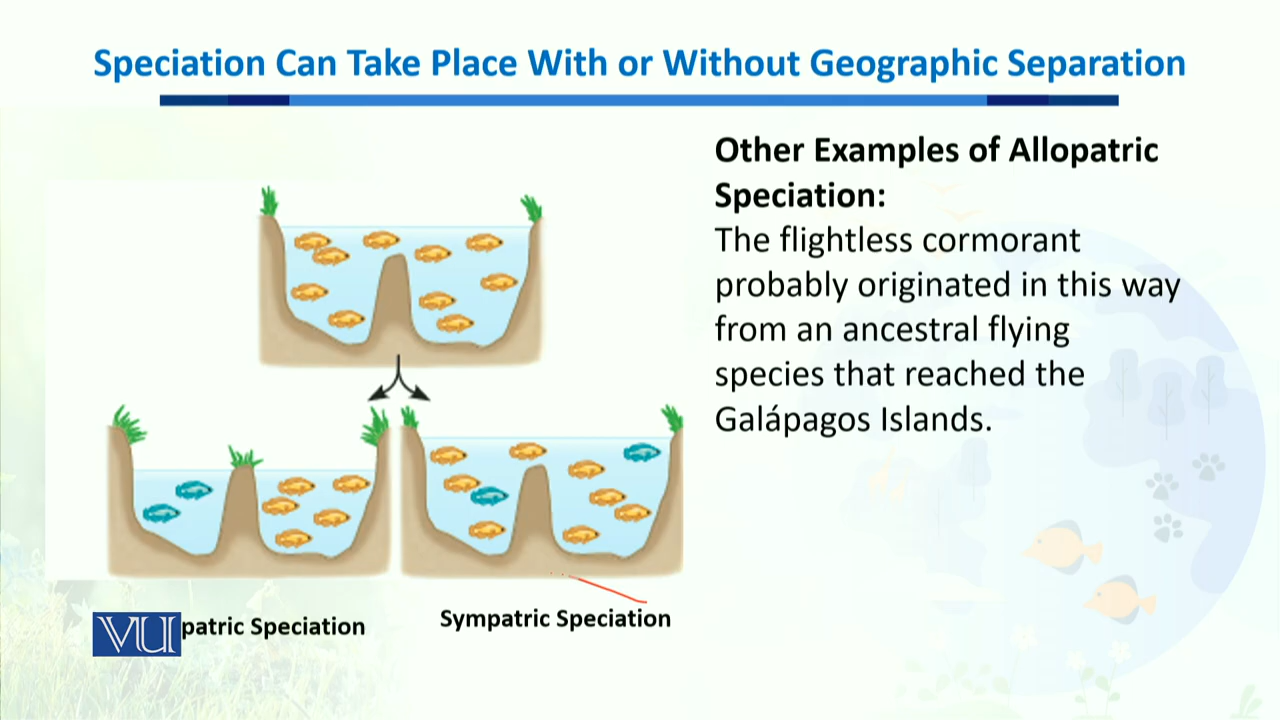 Speciation Can Take Place With or Without Geographic Separation
Other Examples of Allopatric
Speciation:
The flightless cormorant
probably originated in this way
from an ancestral flying
species that reached the
Galápagos Islands.
VU patric Speciation
Sympatric Speciation